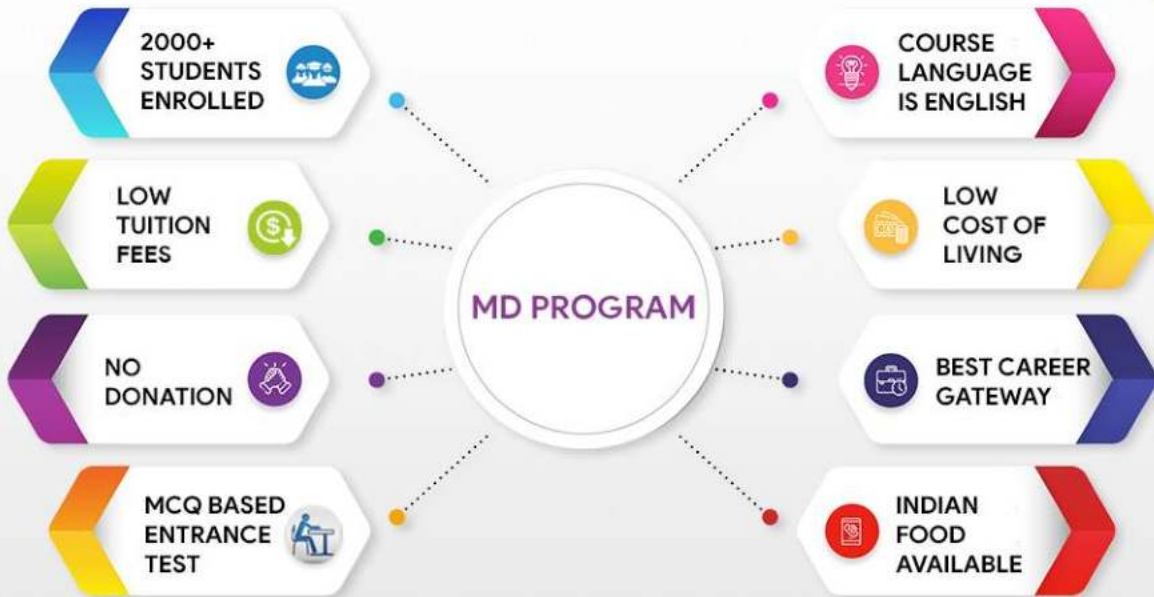 2000+
STUDENTS
ENROLLED
LOW
TUITION
FEES
NO
DONATION
MCQ BASED
ENTRANCE
TEST
MD PROGRAM
COURSE
LANGUAGE
IS ENGLISH
LOW
COST OF
LIVING
BEST CAREER
GATEWAY
INDIAN
FOOD
AVAILABLE